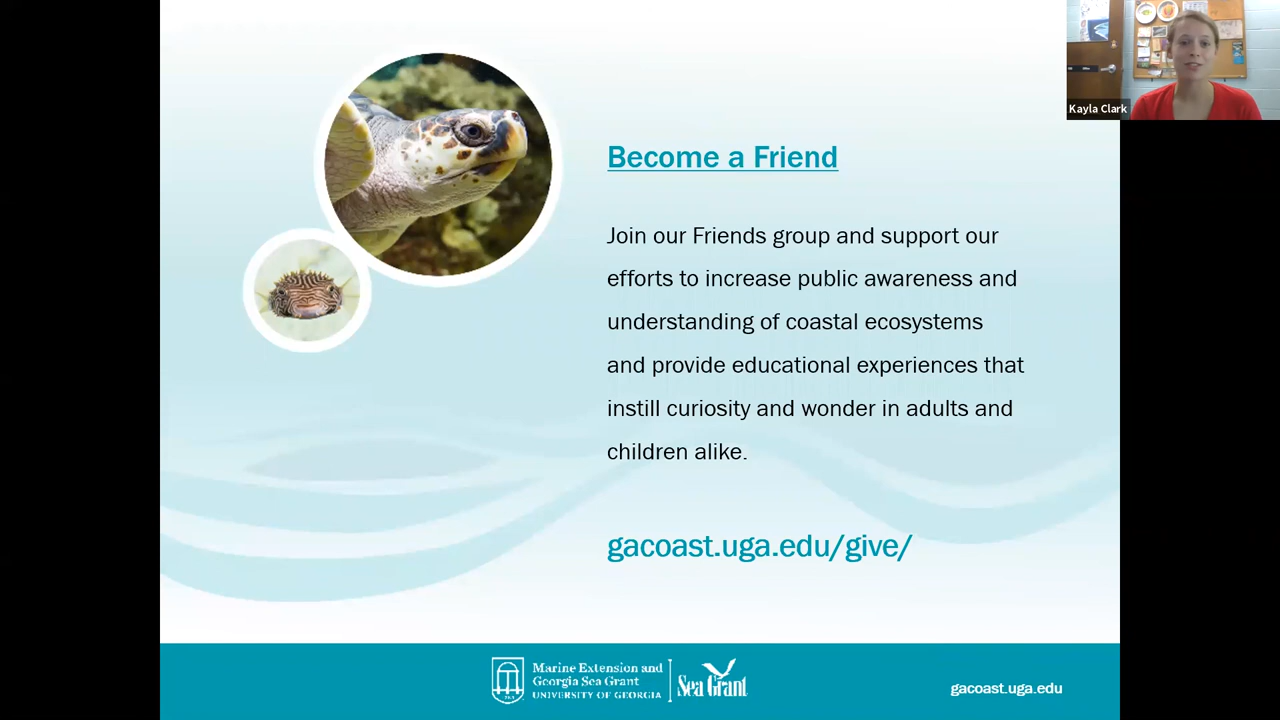 Kayla Clark
Become a Friend
Join our Friends group and support our
efforts to increase public awareness and
understanding of coastal ecosystems
and provide educational experiences that
instill curiosity and wonder in adults and
children alike.
gacoast.uga.edu/give/
Marine Extension and
Georgia Sea Grant
UNIVERSITY OF GEORGIA
Sea Grant
gacoast.uga.edu